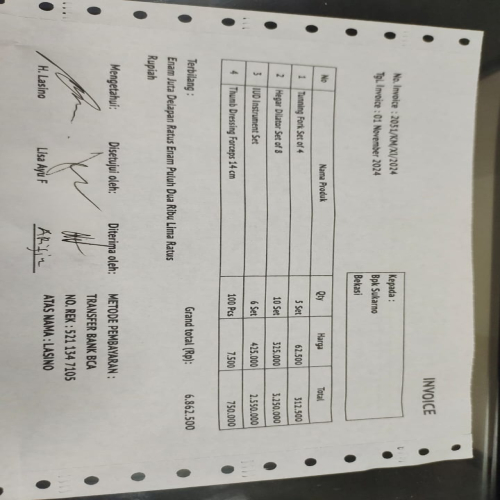 INVOICE
No. Invoice : 2031/KM/XI/2024
Tgl. Invoice : 01 November 2024
Kepada :
Bpk Sukarno
Bekasi
No Nama Produk Qty Harga Total
1 Tunning Fork Set of 4 5 Set 62.500 312.500
2 Hegar Dilator Set of 8 10 Set 325.000 3.250.000
3 IUD Instrument Set 6 Set 425.000 2.550.000
4 Thumb Dressing Forceps 14 cm 100 Pcs 7.500 750.000
Grand total (Rp): 6.862.500
Terbilang :
Enam Juta Delapan Ratus Enam Puluh Dua Ribu Lima Ratus
Rupiah
Mengetahui: Disetujui oleh: Diterima oleh:
H. Lasino Lisa Ayu F Arifin
METODE PEMBAYARAN :
TRANSFER BANK BCA
NO. REK : 521 154 7105
ATAS NAMA : LASINO